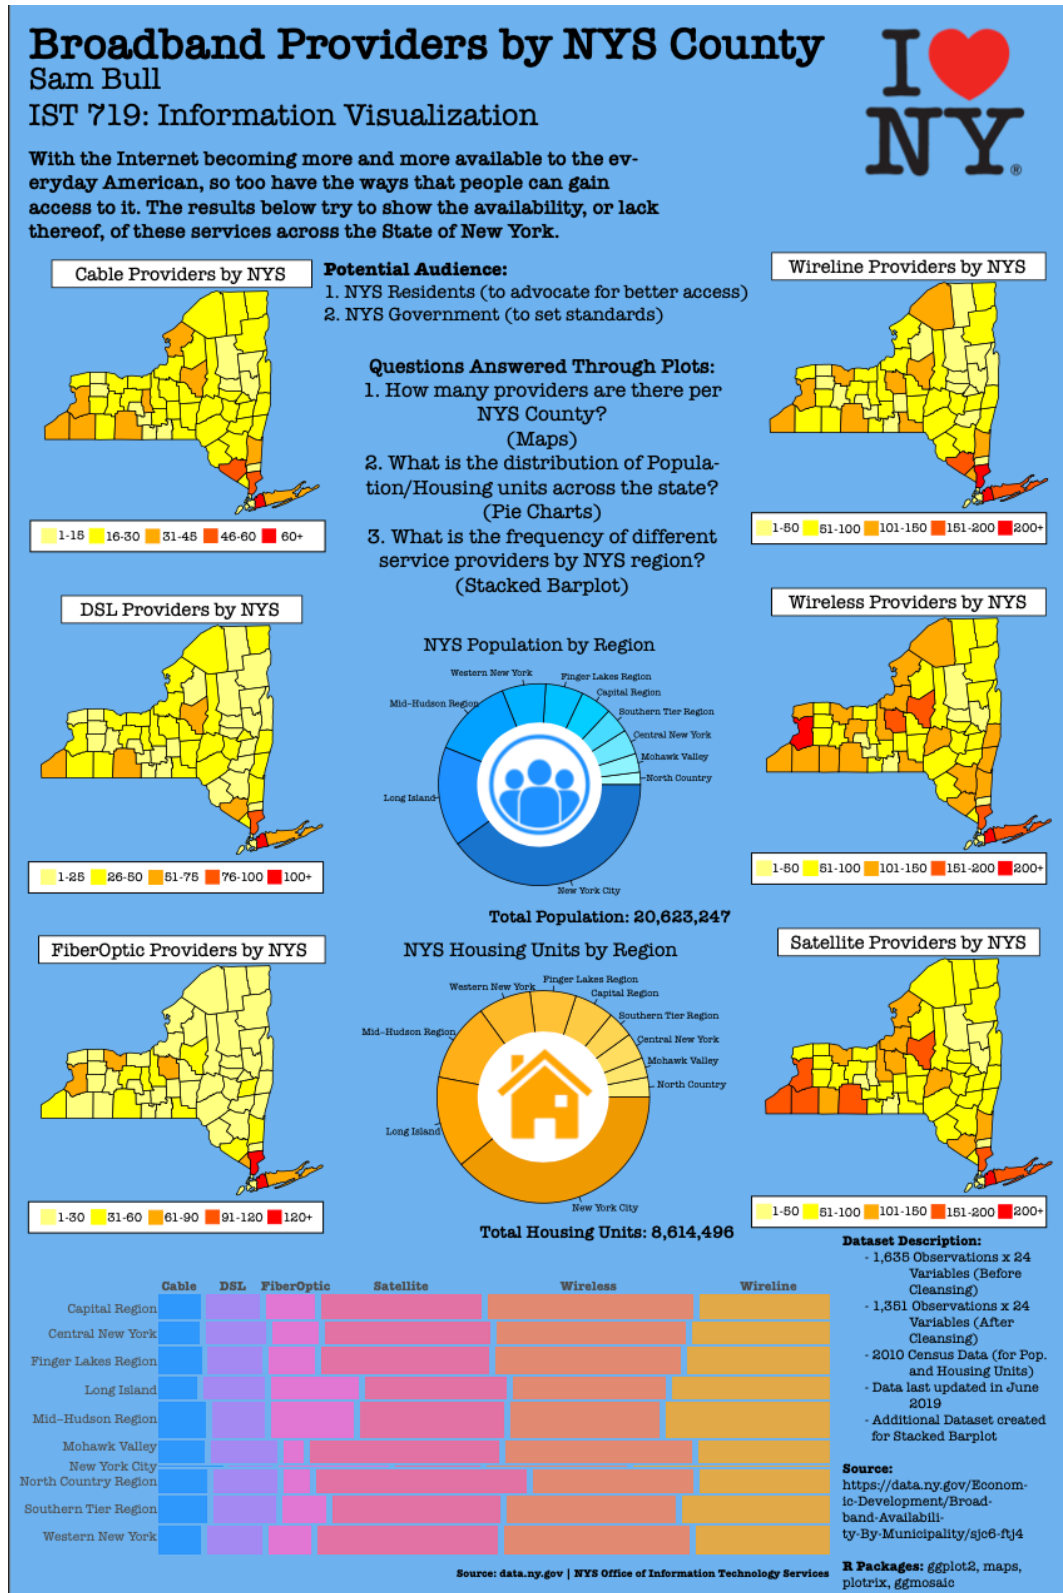 Broadband Providers by NYS County
Sam Bull
IST 719: Information Visualization
I
NY®
With the Internet becoming more and more available to the ev-
eryday American, so too have the ways that people can gain
access to it. The results below try to show the availability, or lack
thereof, of these services across the State of New York.
Cable Providers by NYS
1-15 16-30 31-45 46-60 60+
Potential Audience:
1. NYS Residents (to advocate for better access)
2. NYS Government (to set standards)
Wireline Providers by NYS
1-50 51-100 101-150 151-200 200+
Questions Answered Through Plots:
1. How many providers are there per
NYS County?
(Maps)
2. What is the distribution of Popula-
tion/Housing units across the state?
(Pie Charts)
3. What is the frequency of different
service providers by NYS region?
(Stacked Barplot)
DSL Providers by NYS
1-25 26-50 51-75 76-100 100+
Wireless Providers by NYS
1-50 51-100 101-150 151-200 200+
NYS Population by Region
Western New York
Finger Lakes Region
Capital Region
Mid-Hudson Region
Southern Tier Region
Central New York
Mohawk Valley
North Country
Long Island
New York City
Total Population: 20,623,247
FiberOptic Providers by NYS
1-30 31-60 61-90 91-120 120+
NYS Housing Units by Region
Finger Lakes Region
Western New York
Capital Region
Southern Tier Region
Mid-Hudson Region
Central New York
Mohawk Valley
North Country
Long Island
New York City
Total Housing Units: 8,614,496
Satellite Providers by NYS
1-50 51-100 101-150 151-200 200+
Cable DSL FiberOptic Satellite Wireless Wireline
Capital Region
Central New York
Finger Lakes Region
Long Island
Mid-Hudson Region
Mohawk Valley
New York City
North Country Region
Southern Tier Region
Western New York
Source: data.ny.gov | NYS Office of Information Technology Services
Dataset Description:
- 1,635 Observations x 24
Variables (Before
Cleansing)
- 1,351 Observations x 24
Variables (After
Cleansing)
- 2010 Census Data (for Pop.
and Housing Units)
- Data last updated in June
2019
- Additional Dataset created
for Stacked Barplot
Source:
https://data.ny.gov/Econom-
ic-Development/Broad-
band-Availabili-
ty-By-Municipality/sjc6-ftj4
R Packages: ggplot2, maps,
plotrix, ggmosaic